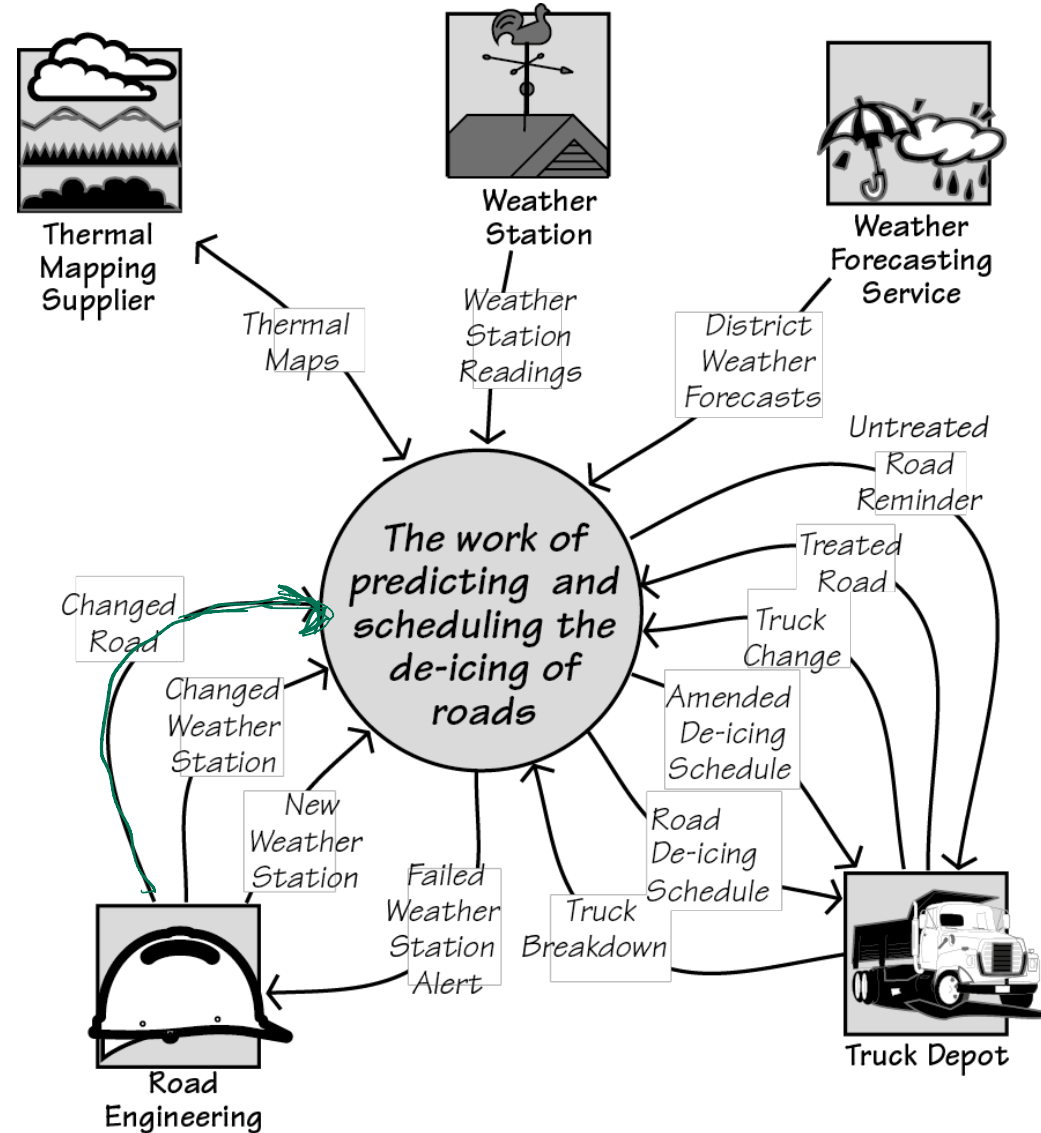 Thermal
Mapping
Supplier
Weather
Station
Weather
Forecasting
Service
Thermal
Maps
Weather
Station
Readings
District
Weather
Forecasts
Untreated
Road
Reminder
Treated
Road
Truck
Change
The work of
predicting and
scheduling the
de-icing of
roads
Changed
Road
Changed
Weather
Station
New
Weather
Station
Failed
Weather
Station
Alert
Amended
De-icing
Schedule
Road
De-icing
Schedule
Truck
Breakdown
Road
Engineering
Truck Depot